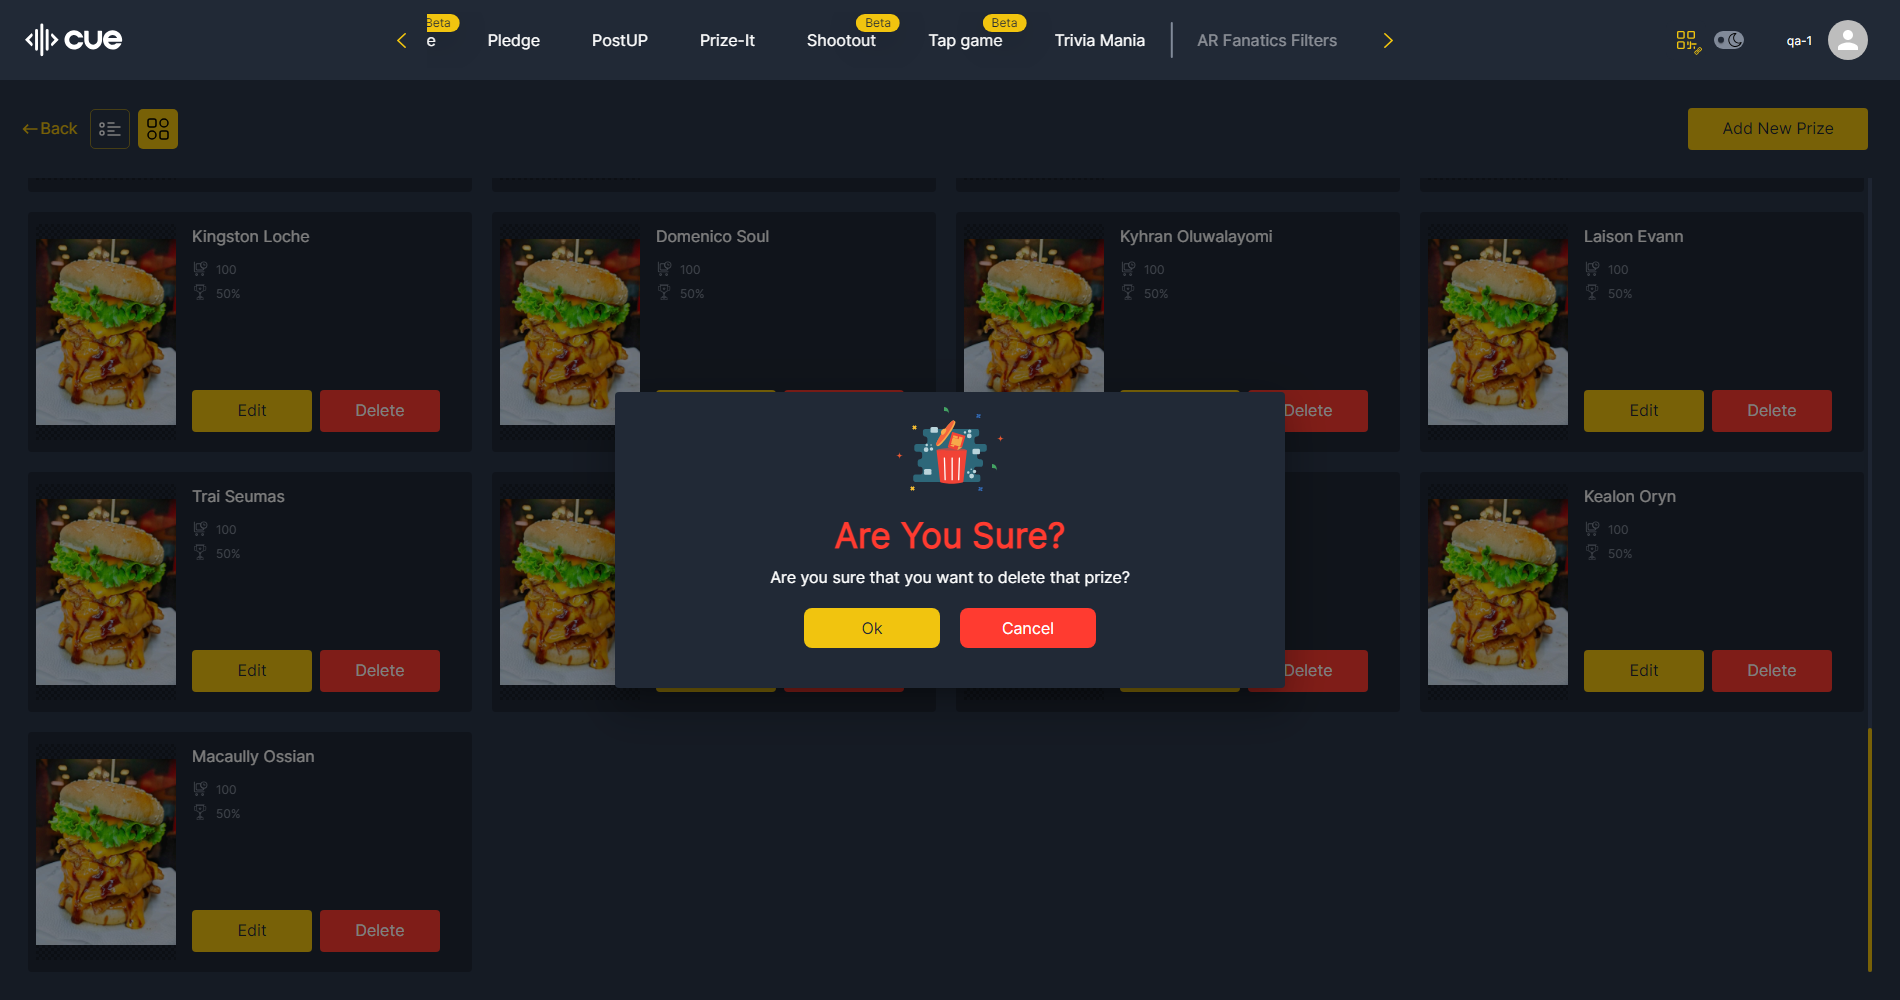 cue
Beta
e
Pledge
PostUP
Prize-It
Beta
Shootout
Beta
Tap game
Trivia Mania
AR Fanatics Filters
qa-1
Back
Add New Prize
Kingston Loche
100
50%
Edit
Delete
Domenico Soul
100
50%
Kyhran Oluwalayomi
100
50%
Delete
Laison Evann
100
50%
Edit
Delete
Are You Sure?
Are you sure that you want to delete that prize?
Ok
Cancel
Trai Seumas
100
50%
Edit
Delete
Delete
Kealon Oryn
100
50%
Edit
Delete
Macaully Ossian
100
50%
Edit
Delete